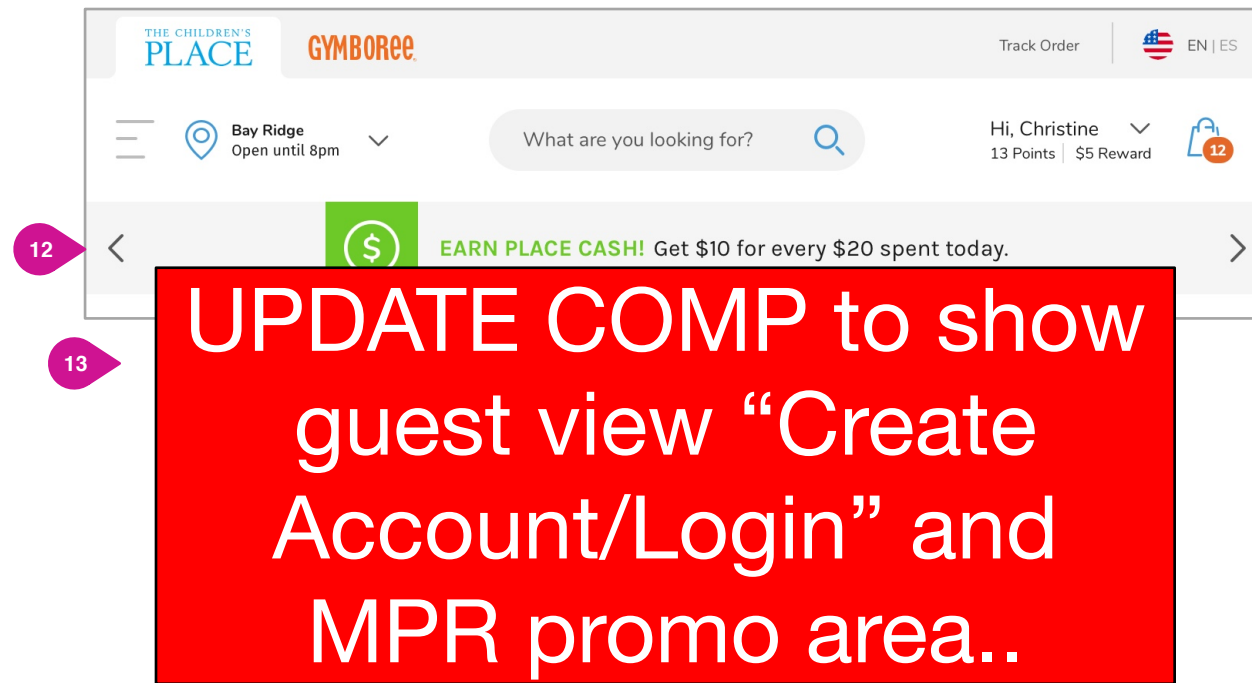 THE CHILDREN'S
PLACE
GYMBOREE
Track Order
EN | ES
Bay Ridge
Open until 8pm
What are you looking for?
Hi, Christine
13 Points | $5 Reward
12
12
$
EARN PLACE CASH! Get $10 for every $20 spent today.
13
UPDATE COMP to show
guest view “Create
Account/Login” and
MPR promo area..